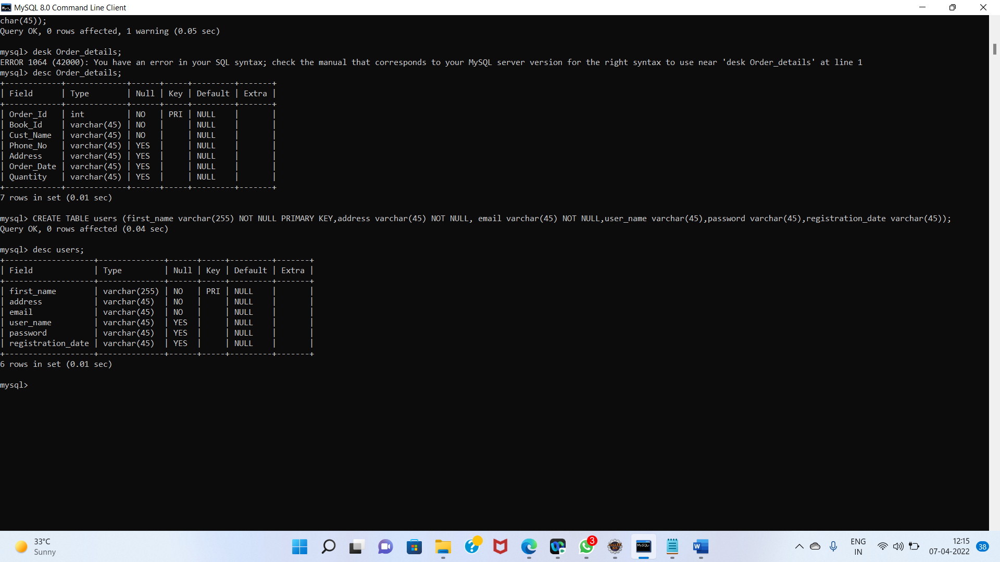 MySQL 8.0 Command Line Client
char(45));
Query OK, 0 rows affected, 1 warning (0.05 sec)
mysql> desk Order_details;
ERROR 1064 (42000): You have an error in your SQL syntax; check the manual that corresponds to your MySQL server version for the right syntax to use near 'desk Order_details' at line 1
mysql> desc Order_details;
+------------+-------------+------+-----+---------+-------+
| Field      | Type        | Null | Key | Default | Extra |
+------------+-------------+------+-----+---------+-------+
| Order_Id   | int         | NO   | PRI | NULL    |       |
| Book_Id    | varchar(45) | NO   |     | NULL    |       |
| Cust_Name  | varchar(45) | NO   |     | NULL    |       |
| Phone_No   | varchar(45) | YES  |     | NULL    |       |
| Address    | varchar(45) | YES  |     | NULL    |       |
| Order_Date | varchar(45) | YES  |     | NULL    |       |
| Quantity   | varchar(45) | YES  |     | NULL    |       |
+------------+-------------+------+-----+---------+-------+
7 rows in set (0.01 sec)
mysql> CREATE TABLE users (first_name varchar(255) NOT NULL PRIMARY KEY,address varchar(45) NOT NULL, email varchar(45) NOT NULL,user_name varchar(45),password varchar(45),registration_date varchar(45));
Query OK, 0 rows affected (0.04 sec)
mysql> desc users;
+-------------------+--------------+------+-----+---------+-------+
| Field             | Type         | Null | Key | Default | Extra |
+-------------------+--------------+------+-----+---------+-------+
| first_name        | varchar(255) | NO   | PRI | NULL    |       |
| address           | varchar(45)  | NO   |     | NULL    |       |
| email             | varchar(45)  | NO   |     | NULL    |       |
| user_name         | varchar(45)  | YES  |     | NULL    |       |
| password          | varchar(45)  | YES  |     | NULL    |       |
| registration_date | varchar(45)  | YES  |     | NULL    |       |
+-------------------+--------------+------+-----+---------+-------+
6 rows in set (0.01 sec)
mysql>
33°C
Sunny
3
ENG
IN
12:15
07-04-2022
38